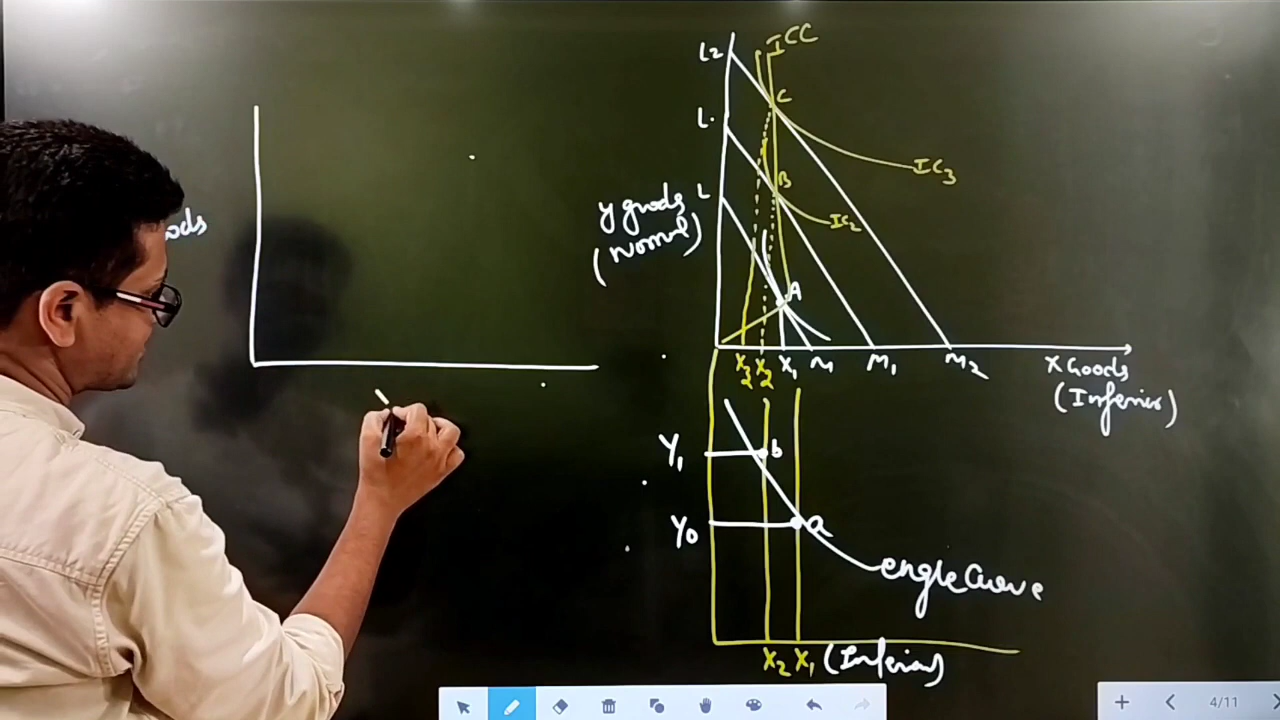 ods
ICC
L2
C
L.
IC3
B
L
IC2
y goods
(Normal)
A
X3 X2 X1 M M1 M2
X Goods
(Inferior)
Y1
b
Y0
a
engle Curve
X2 X1 (Inferior)
4/11